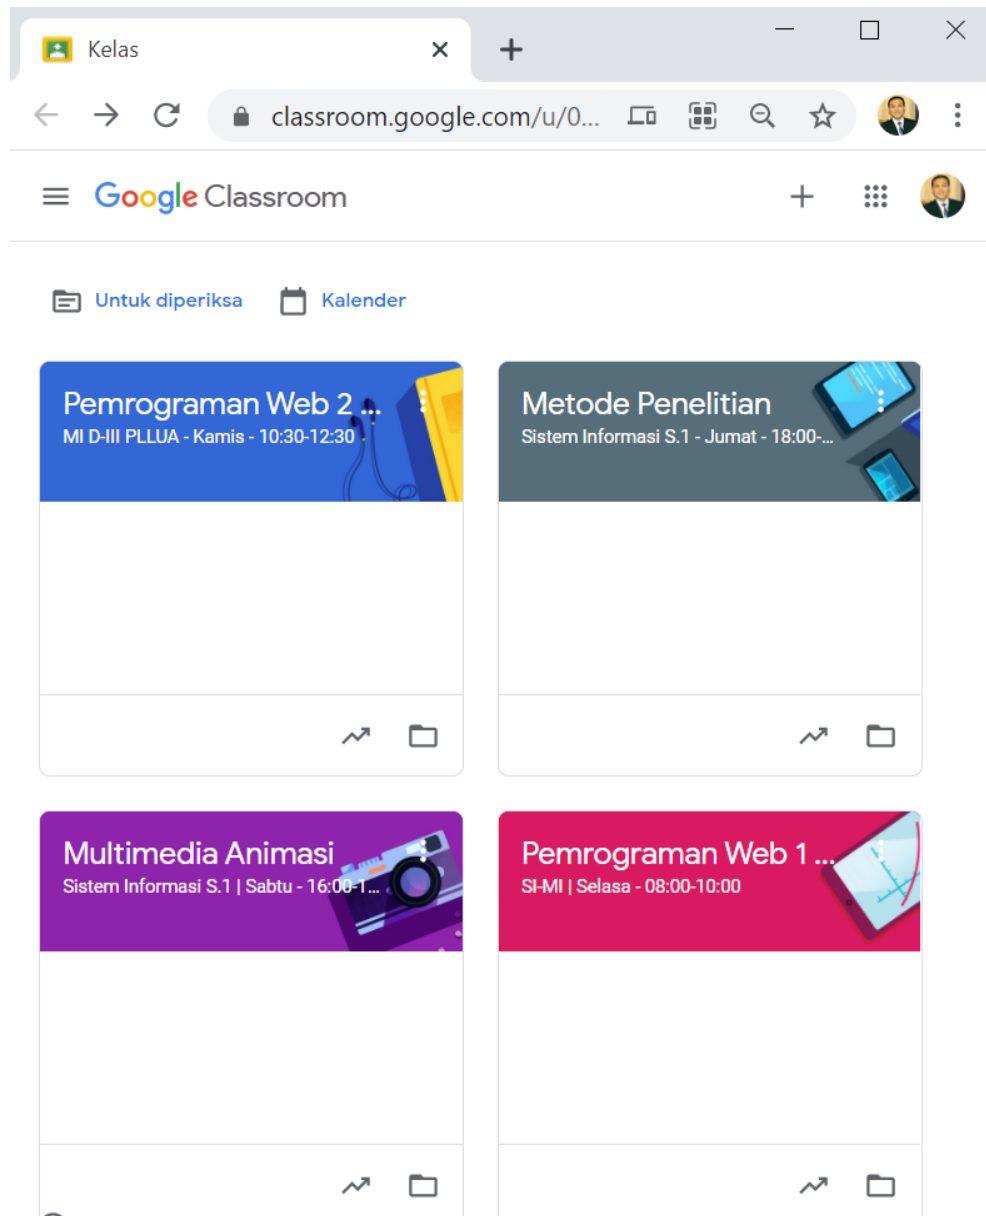 Kelas
classroom.google.com/u/0...
Google Classroom
Untuk diperiksa
Kalender
Pemrograman Web 2 ...
MI D-III PLLUA - Kamis - 10:30-12:30
Metode Penelitian
Sistem Informasi S.1 - Jumat - 18:00-...
Multimedia Animasi
Sistem Informasi S.1 | Sabtu - 16:00-1...
Pemrograman Web 1 ...
SI-MI | Selasa - 08:00-10:00